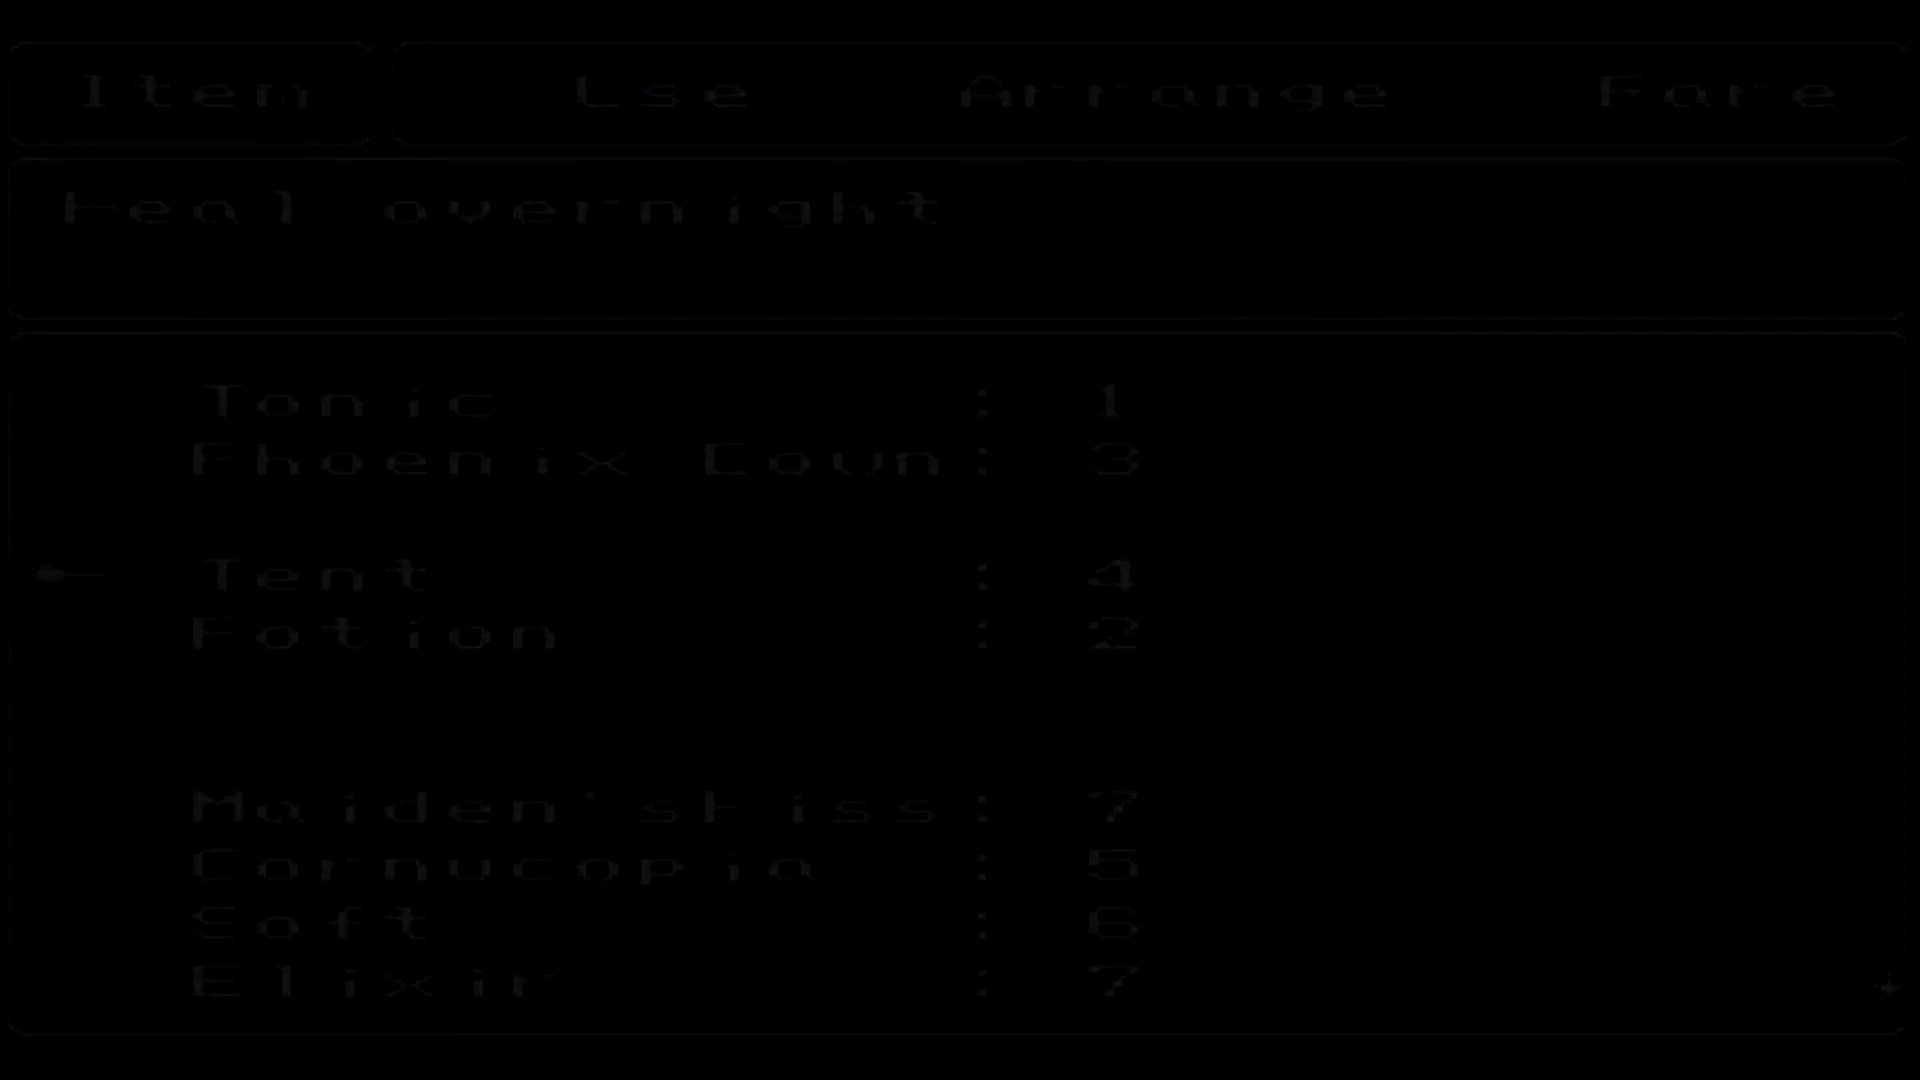 Item Use Arrange Rare
Heal overnight
Tonic : 1
Phoenix Down: 3
Tent : 4
Potion : 2
Maiden'sKiss: 7
Cornucopia : 5
Soft : 6
Elixir : 7